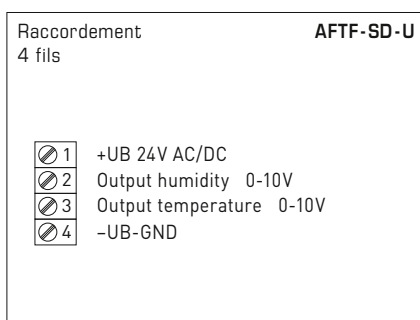 Raccordement AFTF-SD-U
4 fils
1 +UB 24V AC/DC
2 Output humidity 0-10V
3 Output temperature 0-10V
4 –UB-GND